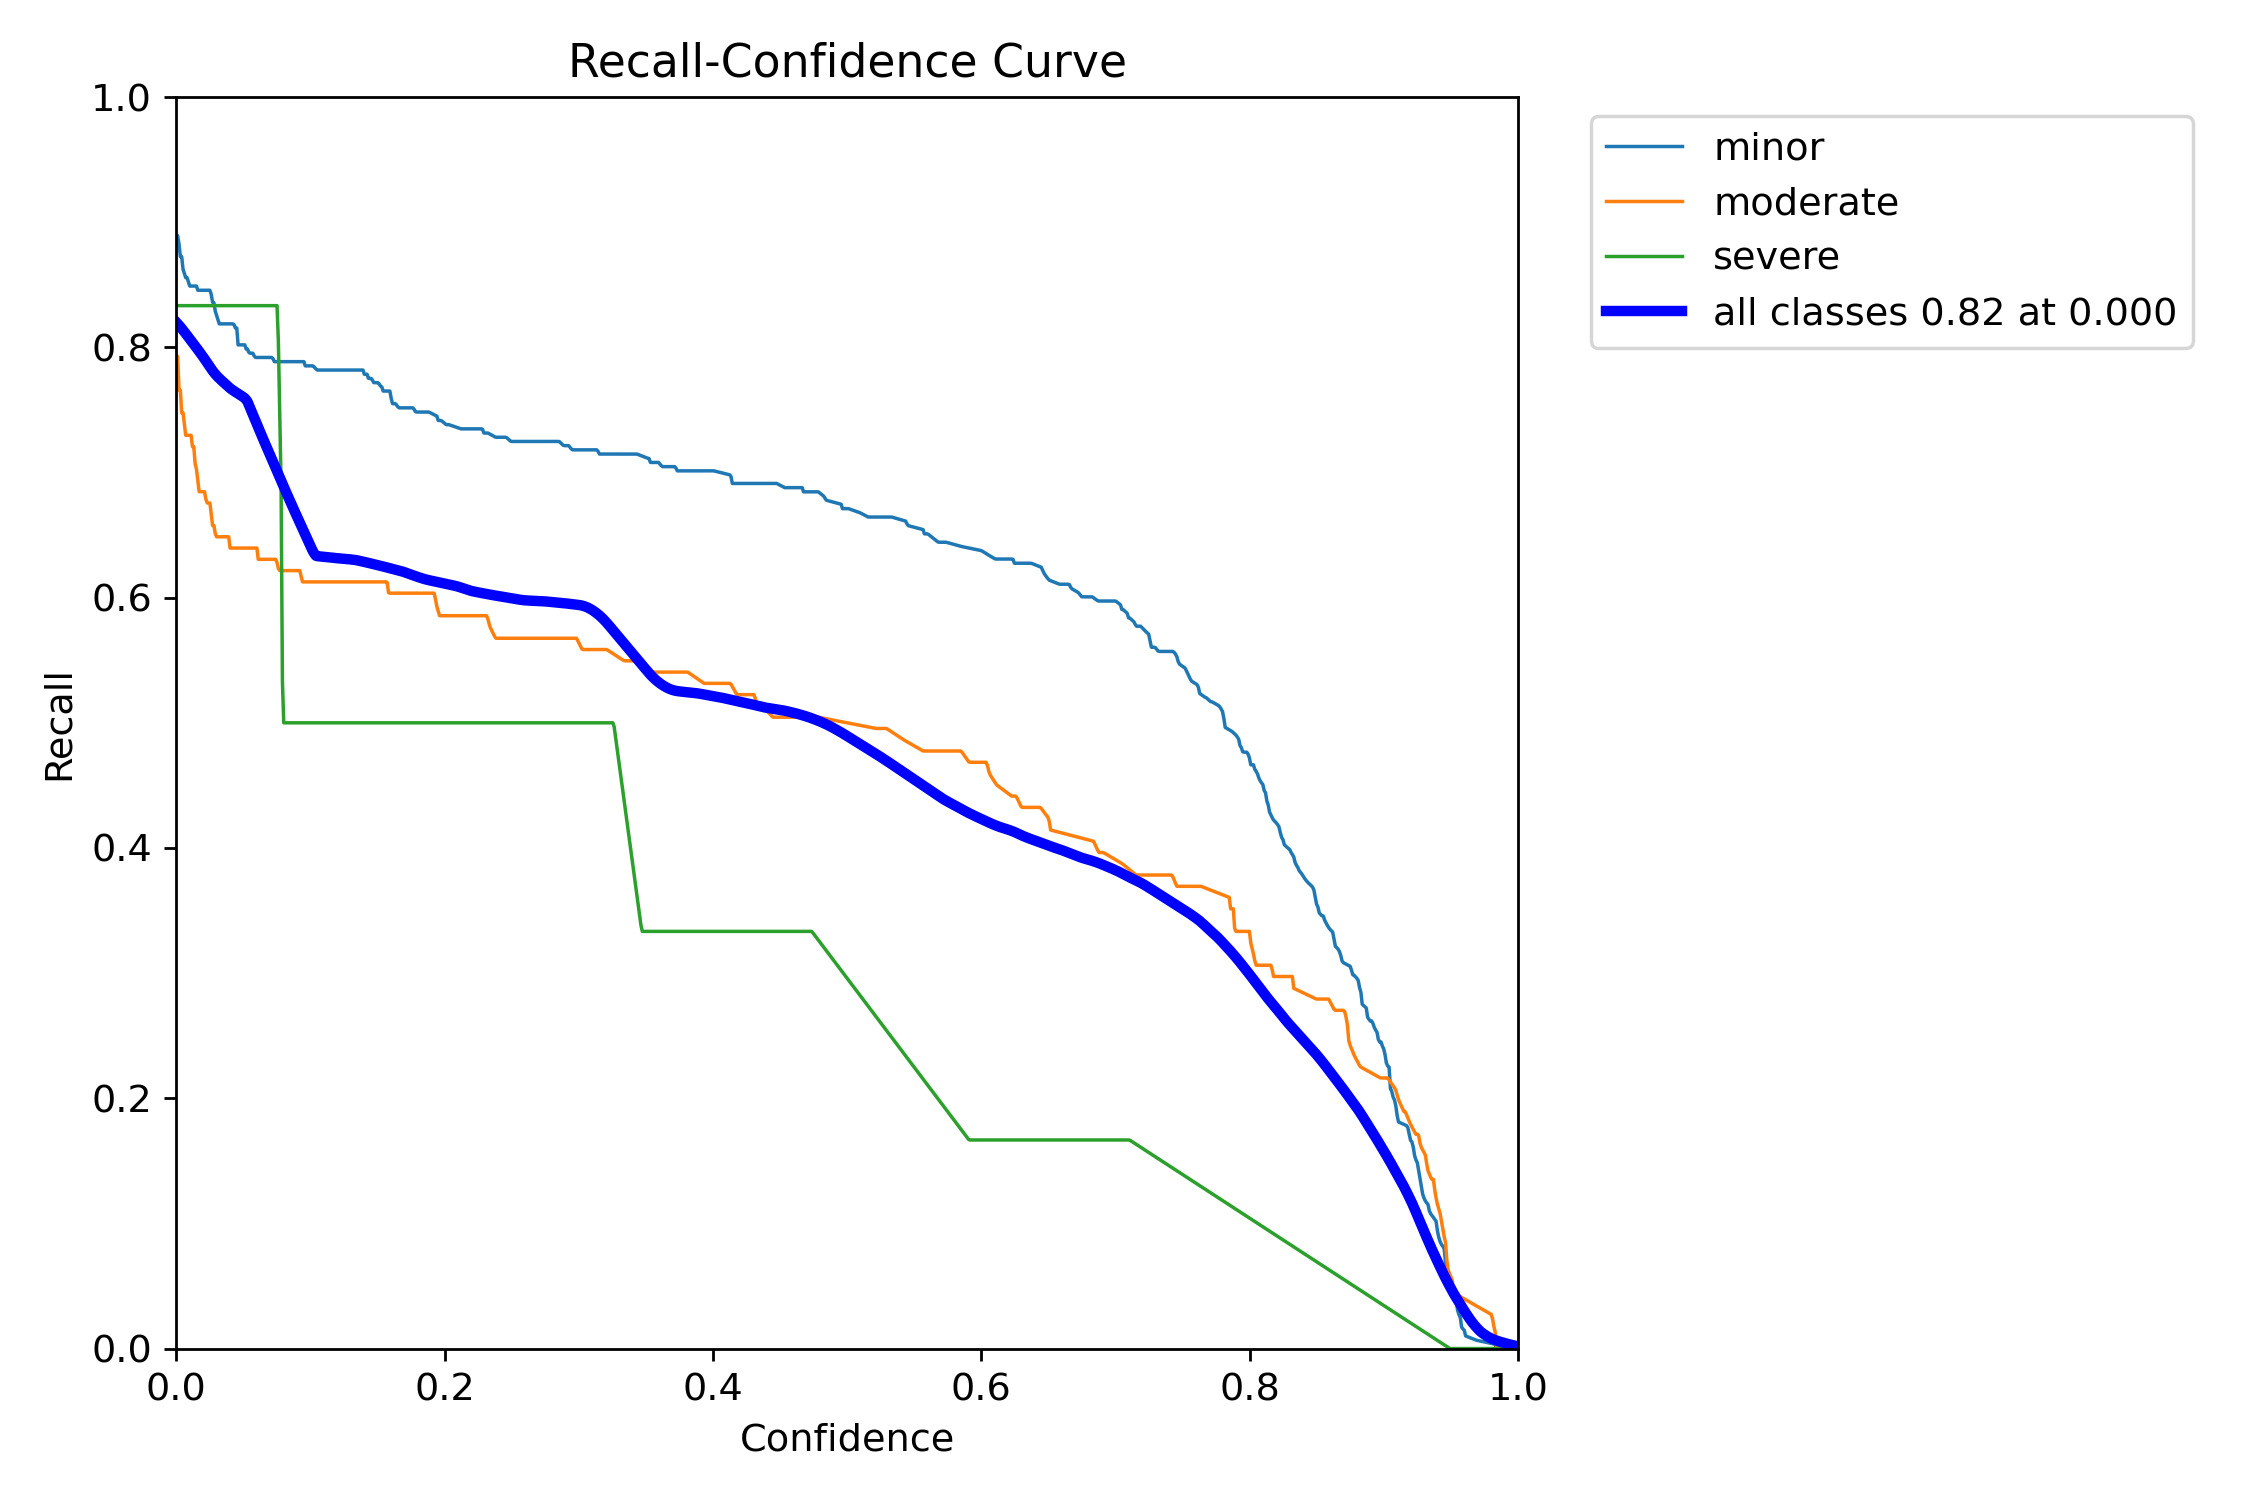 Recall-Confidence Curve
1.0
0.8
0.6
0.4
0.2
0.0
Recall
0.0 0.2 0.4 0.6 0.8 1.0
Confidence
minor
moderate
severe
all classes 0.82 at 0.000